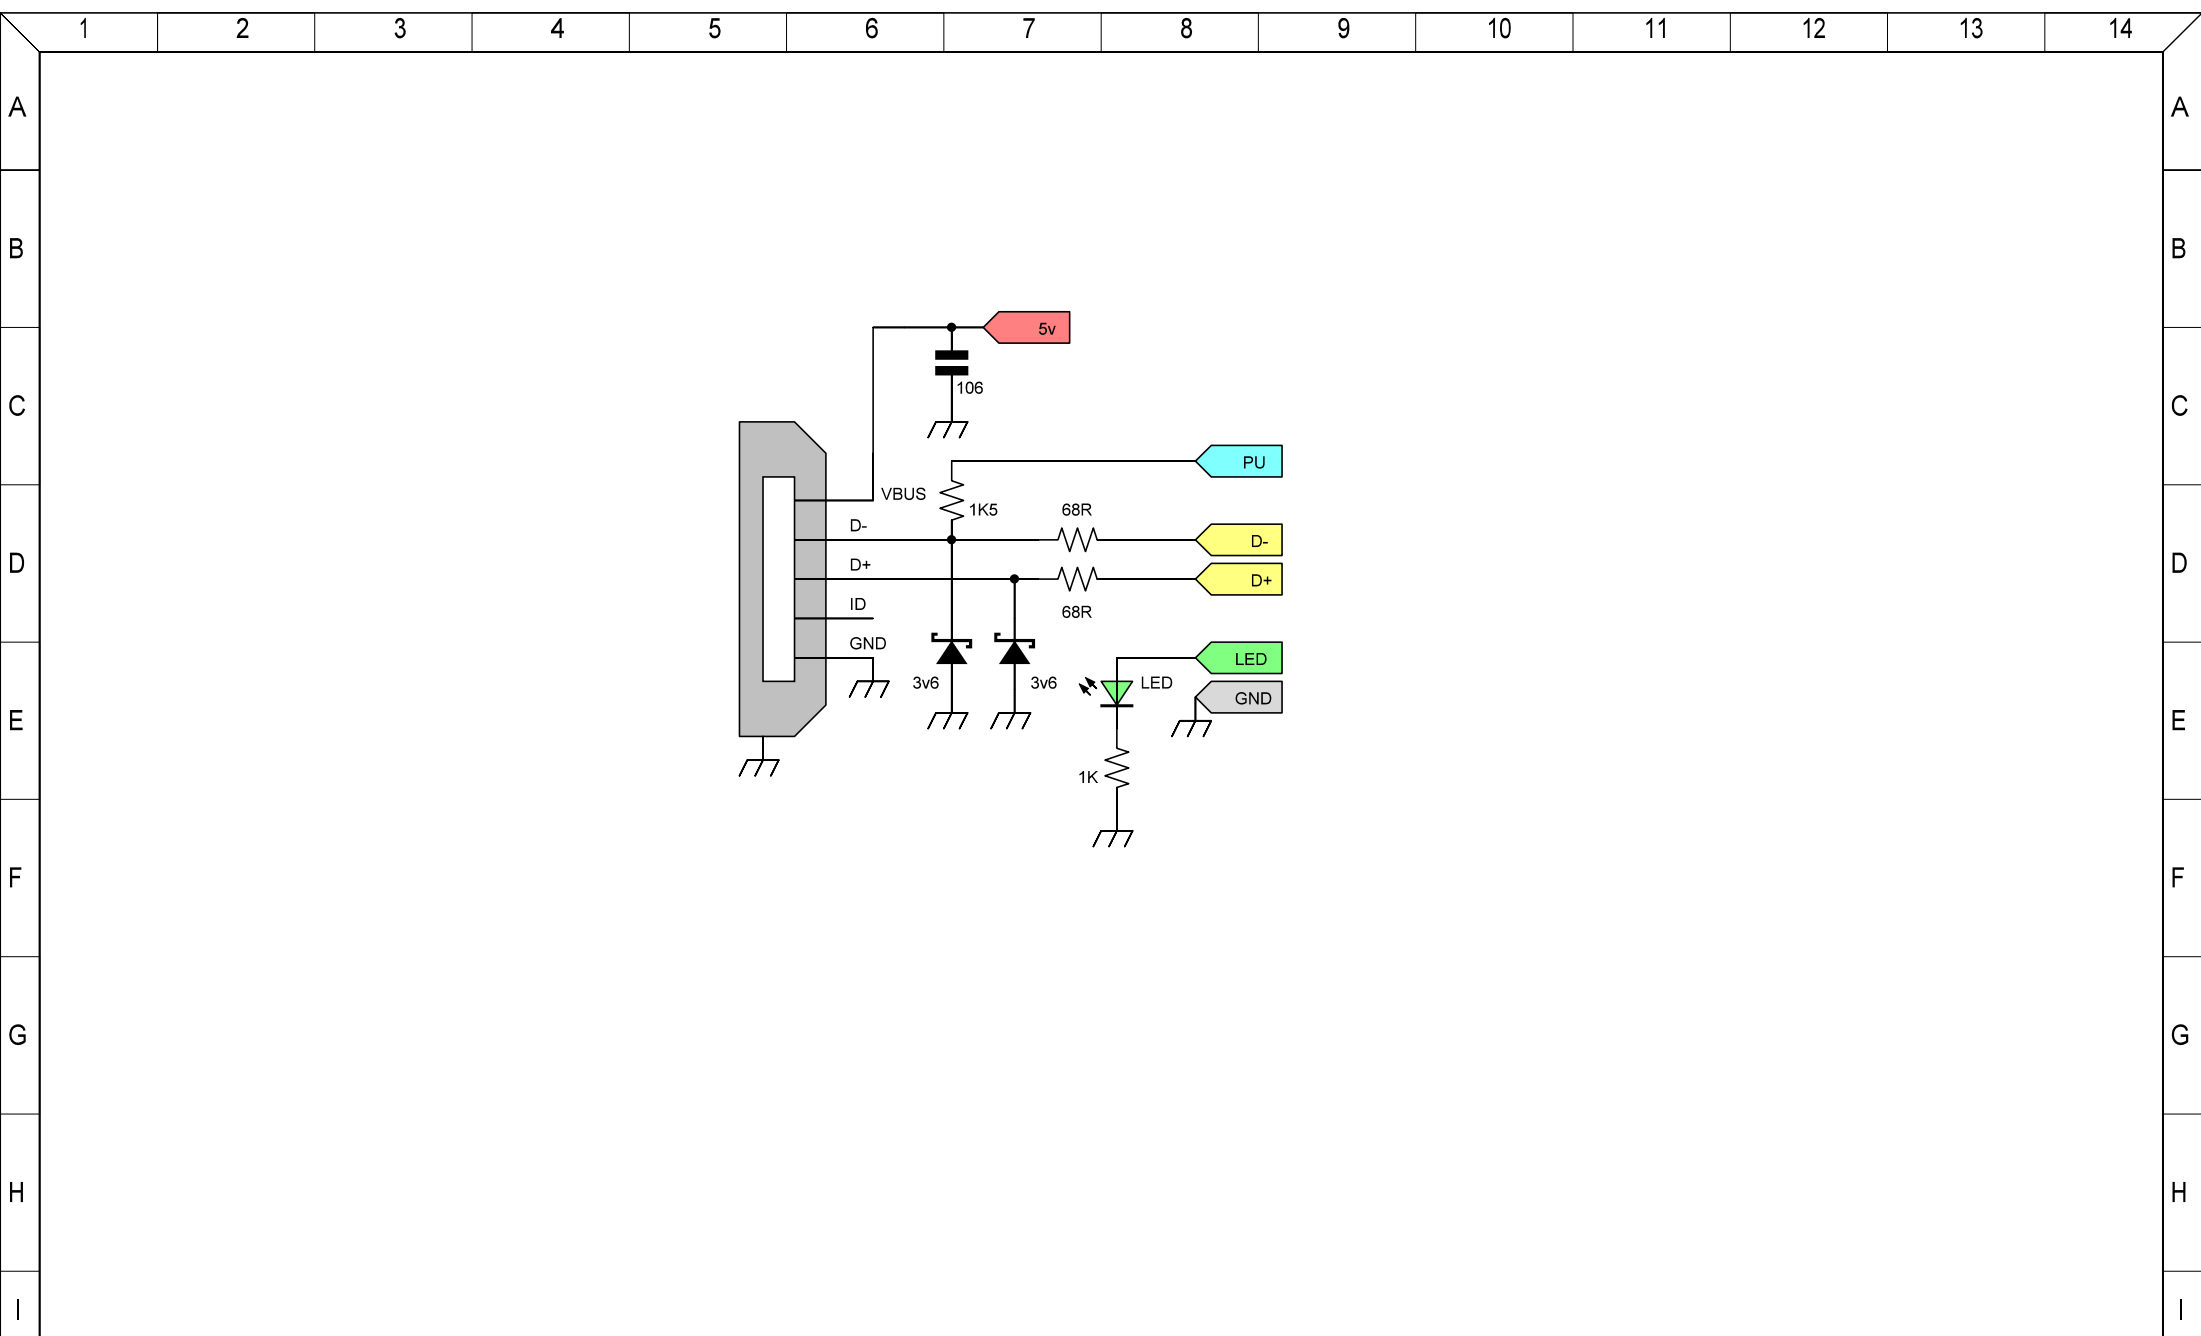 1 2 3 4 5 6 7 8 9 10 11 12 13 14
A A
B B
5v
106
C C
PU
VBUS
1K5 68R
D-
D-
D D+ D
D+
ID
68R
GND
LED
3v6 3v6 LED
GND
E E
1K
F F
G G
H H
I I